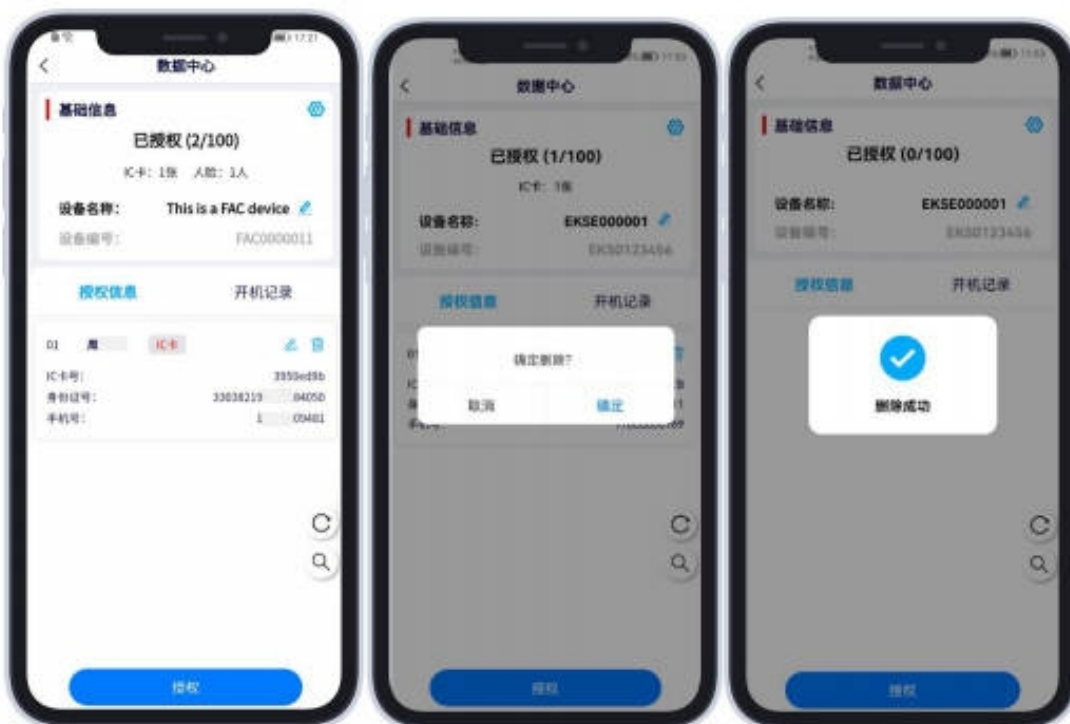 17:21
数据中心
基础信息
已授权 (2/100)
IC卡： 1张 人脸： 1人
设备名称： This is a FAC device
设备编号： FAC0000011
授权信息 开机记录
01 周 IC卡
IC卡号： 3950ed9b
身份证号： 33038219 04050
手机号： 1 09481
授权
数据中心
基础信息
已授权 (1/100)
IC卡： 1张
设备名称： EKSE000001
设备编号： EKS0123456
授权信息 开机记录
确定删除?
取消 确定
授权
数据中心
基础信息
已授权 (0/100)
设备名称： EKSE000001
设备编号： EKS0123456
授权信息 开机记录
删除成功
授权